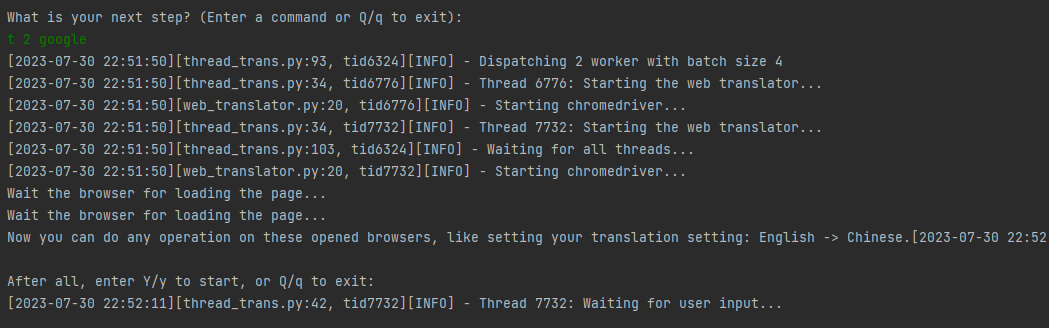 What is your next step? (Enter a command or Q/q to exit):
t 2 google
[2023-07-30 22:51:50][thread_trans.py:93, tid6324][INFO] - Dispatching 2 worker with batch size 4
[2023-07-30 22:51:50][thread_trans.py:34, tid6776][INFO] - Thread 6776: Starting the web translator...
[2023-07-30 22:51:50][web_translator.py:20, tid6776][INFO] - Starting chromedriver...
[2023-07-30 22:51:50][thread_trans.py:34, tid7732][INFO] - Thread 7732: Starting the web translator...
[2023-07-30 22:51:50][thread_trans.py:103, tid6324][INFO] - Waiting for all threads...
[2023-07-30 22:51:50][web_translator.py:20, tid7732][INFO] - Starting chromedriver...
Wait the browser for loading the page...
Wait the browser for loading the page...
Now you can do any operation on these opened browsers, like setting your translation setting: English -> Chinese.[2023-07-30 22:52
After all, enter Y/y to start, or Q/q to exit:
[2023-07-30 22:52:11][thread_trans.py:42, tid7732][INFO] - Thread 7732: Waiting for user input...